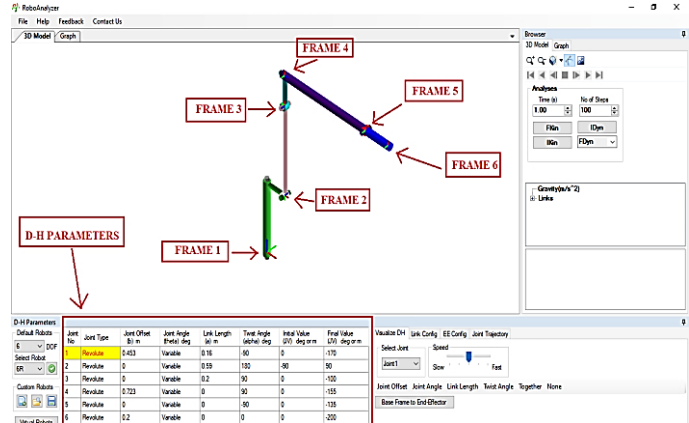 RoboAnalyzer
File Help Feedback Contact Us
3D Model Graph
FRAME 4
FRAME 3
FRAME 5
FRAME 6
FRAME 2
FRAME 1
D-H PARAMETERS
Browser
3D Model Graph
Analyses
Time (s) No of Steps
1.00 100
FKin IDyn
IKin FDyn
Gravity(m/s^2)
Links
D-H Parameters
Default Robots
6 DOF
Select Robot
6R
Custom Robots
Virtual Robots
Joint No Joint Type Joint Offset (b) m Joint Angle (theta) deg Link Length (a) m Twist Angle (alpha) deg Initial Value (JV) deg or m Final Value (JV) deg or m
1 Revolute 0.453 Variable 0.16 -90 0 -170
2 Revolute 0 Variable 0.59 180 -90 90
3 Revolute 0 Variable 0.2 90 0 -100
4 Revolute 0.723 Variable 0 90 0 -155
5 Revolute 0 Variable 0 -90 0 -135
6 Revolute 0.2 Variable 0 0 0 -200
Visualize DH Link Config EE Config Joint Trajectory
Select Joint Speed
Joint1 Slow Fast
Joint Offset Joint Angle Link Length Twist Angle Together None
Base Frame to End-Effector